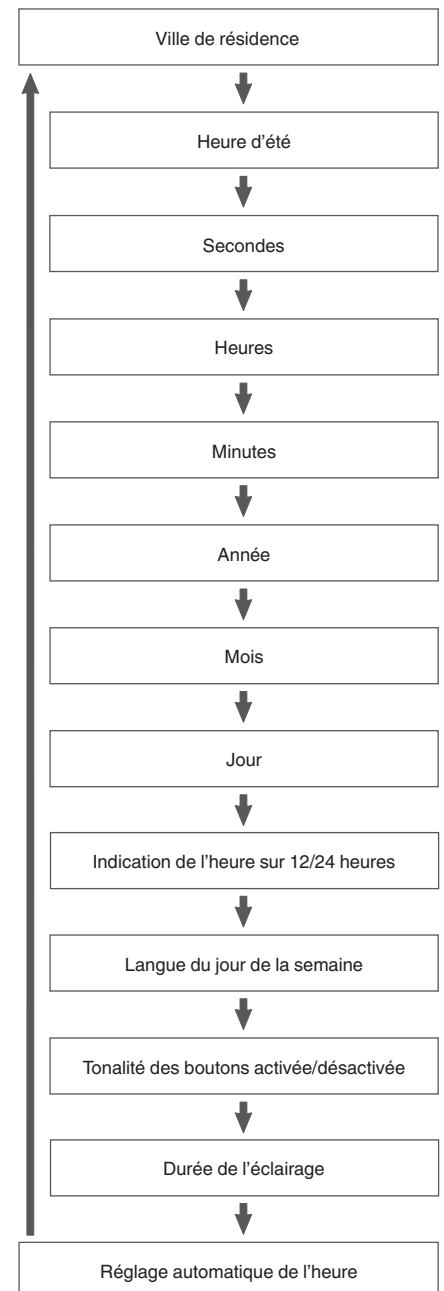 Ville de résidence
Heure d’été
Secondes
Heures
Minutes
Année
Mois
Jour
Indication de l’heure sur 12/24 heures
Langue du jour de la semaine
Tonalité des boutons activée/désactivée
Durée de l’éclairage
Réglage automatique de l’heure